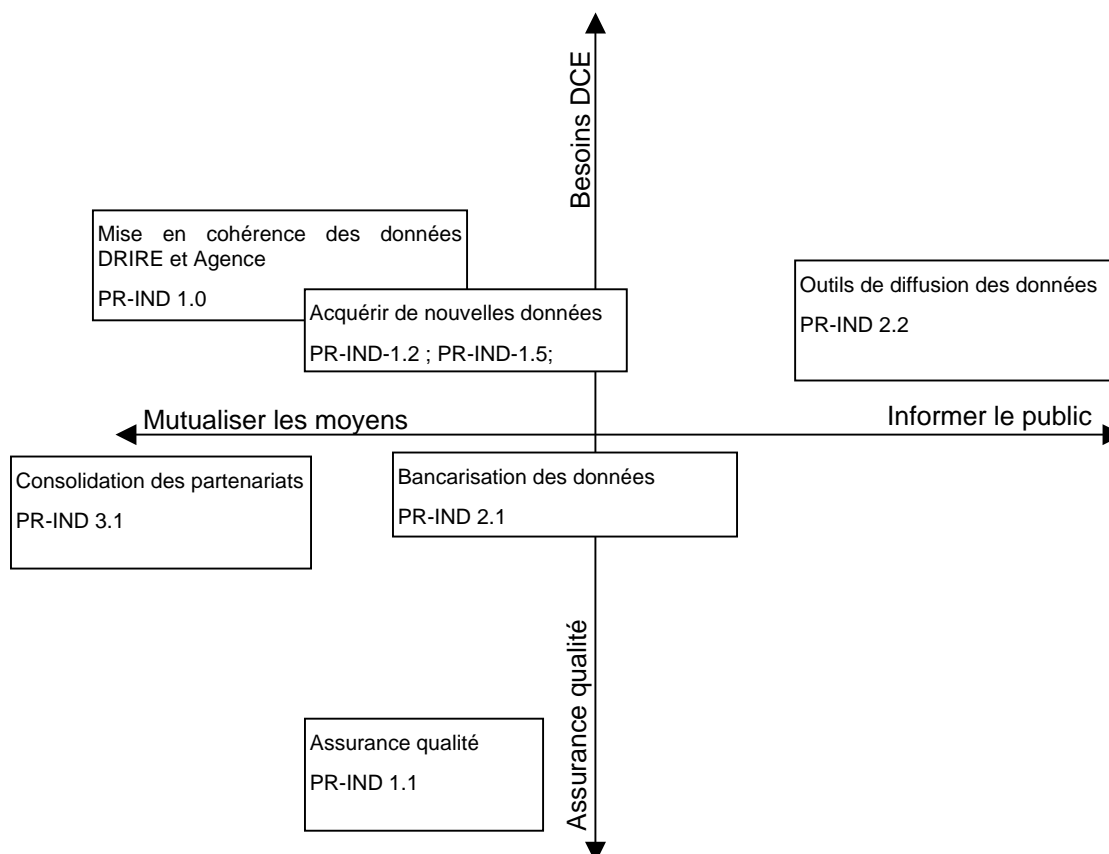 Besoins DCE
Mise en cohérence des données
DRIRE et Agence
PR-IND 1.0
Acquérir de nouvelles données
PR-IND-1.2 ; PR-IND-1.5;
Outils de diffusion des données
PR-IND 2.2
Mutualiser les moyens
Informer le public
Consolidation des partenariats
PR-IND 3.1
Bancarisation des données
PR-IND 2.1
Assurance qualité
Assurance qualité
PR-IND 1.1